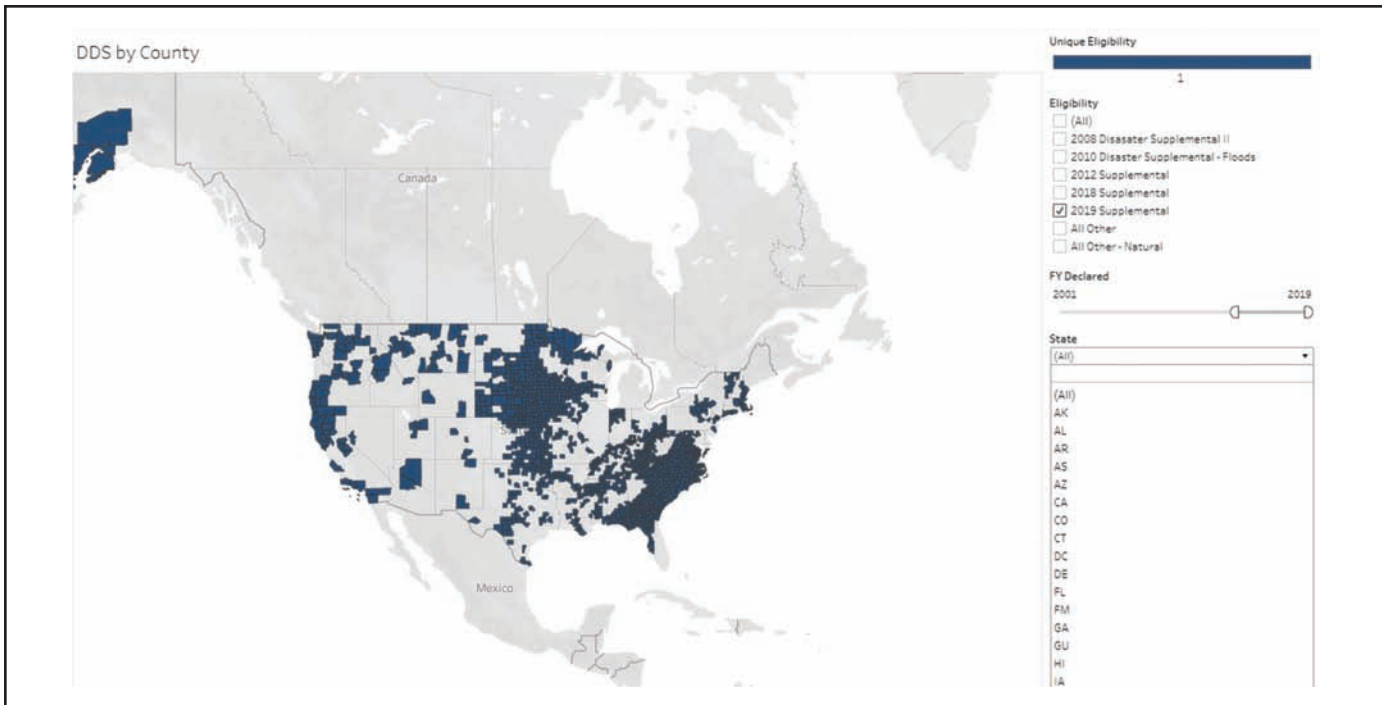 DDS by County
Canada
Mexico
Unique Eligibility
1
Eligibility
(All)
2008 Disasater Supplemental II
2010 Disaster Supplemental - Floods
2012 Supplemental
2018 Supplemental
2019 Supplemental
All Other
All Other - Natural
FY Declared
2001 2019
State
(All)
(All)
AK
AL
AR
AS
AZ
CA
CO
CT
DC
DE
FL
FM
GA
GU
HI
IA